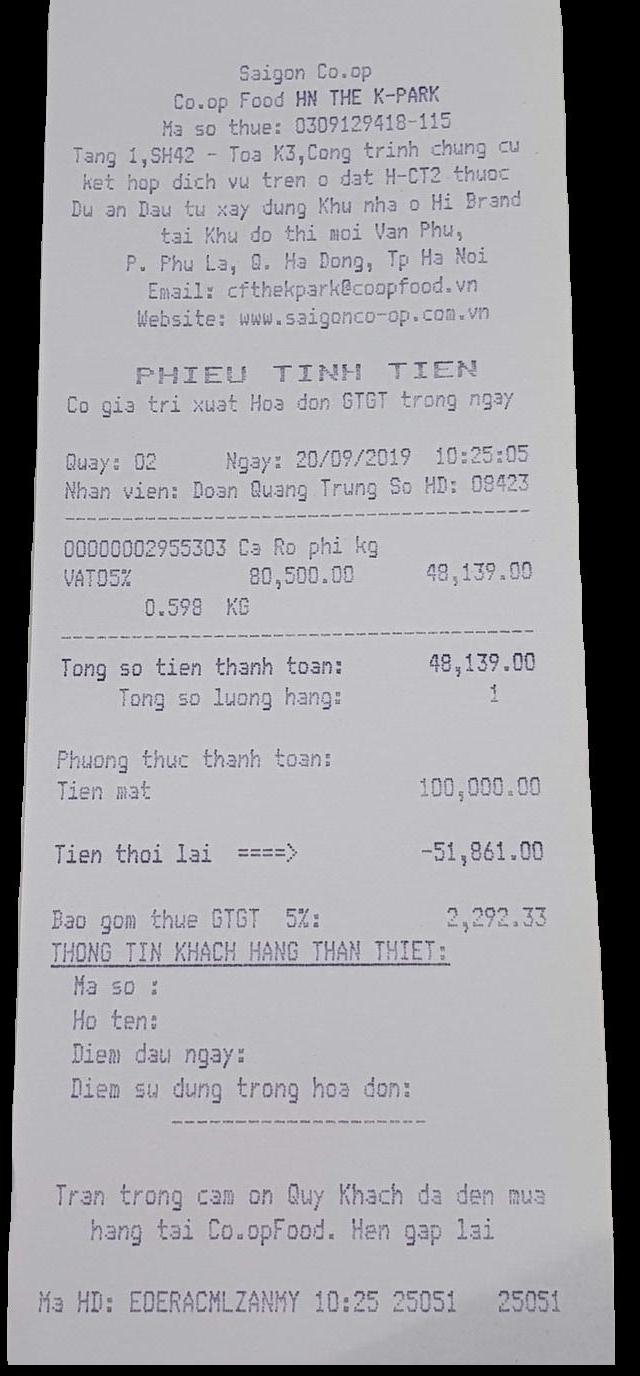 Saigon Co.op
Co.op Food HN THE K-PARK
Ma so thue: 0309129418-115
Tang 1,SH42 - Toa K3,Cong trinh chung cu
ket hop dich vu tren o dat H-CT2 thuoc
Du an Dau tu xay dung Khu nha o Hi Brand
tai Khu do thi moi Van Phu,
P. Phu La, Q. Ha Dong, Tp Ha Noi
Email: cfthekpark@coopfood.vn
Website: www.saigonco-op.com.vn
PHIEU TINH TIEN
Co gia tri xuat Hoa don GTGT trong ngay
Quay: 02 Ngay: 20/09/2019 10:25:05
Nhan vien: Doan Quang Trung So HD: 08423
00000002955303 Ca Ro phi kg
VAT05% 80,500.00 48,139.00
0.598 KG
Tong so tien thanh toan: 48,139.00
Tong so luong hang: 1
Phuong thuc thanh toan:
Tien mat 100,000.00
Tien thoi lai ====> -51,861.00
Bao gom thue GTGT 5%: 2,292.33
THONG TIN KHACH HANG THAN THIET:
Ma so :
Ho ten:
Diem dau ngay:
Diem su dung trong hoa don:
Tran trong cam on Quy Khach da den mua
hang tai Co.opFood. Hen gap lai
Ma HD: EDERACMLZANMY 10:25 25051 25051